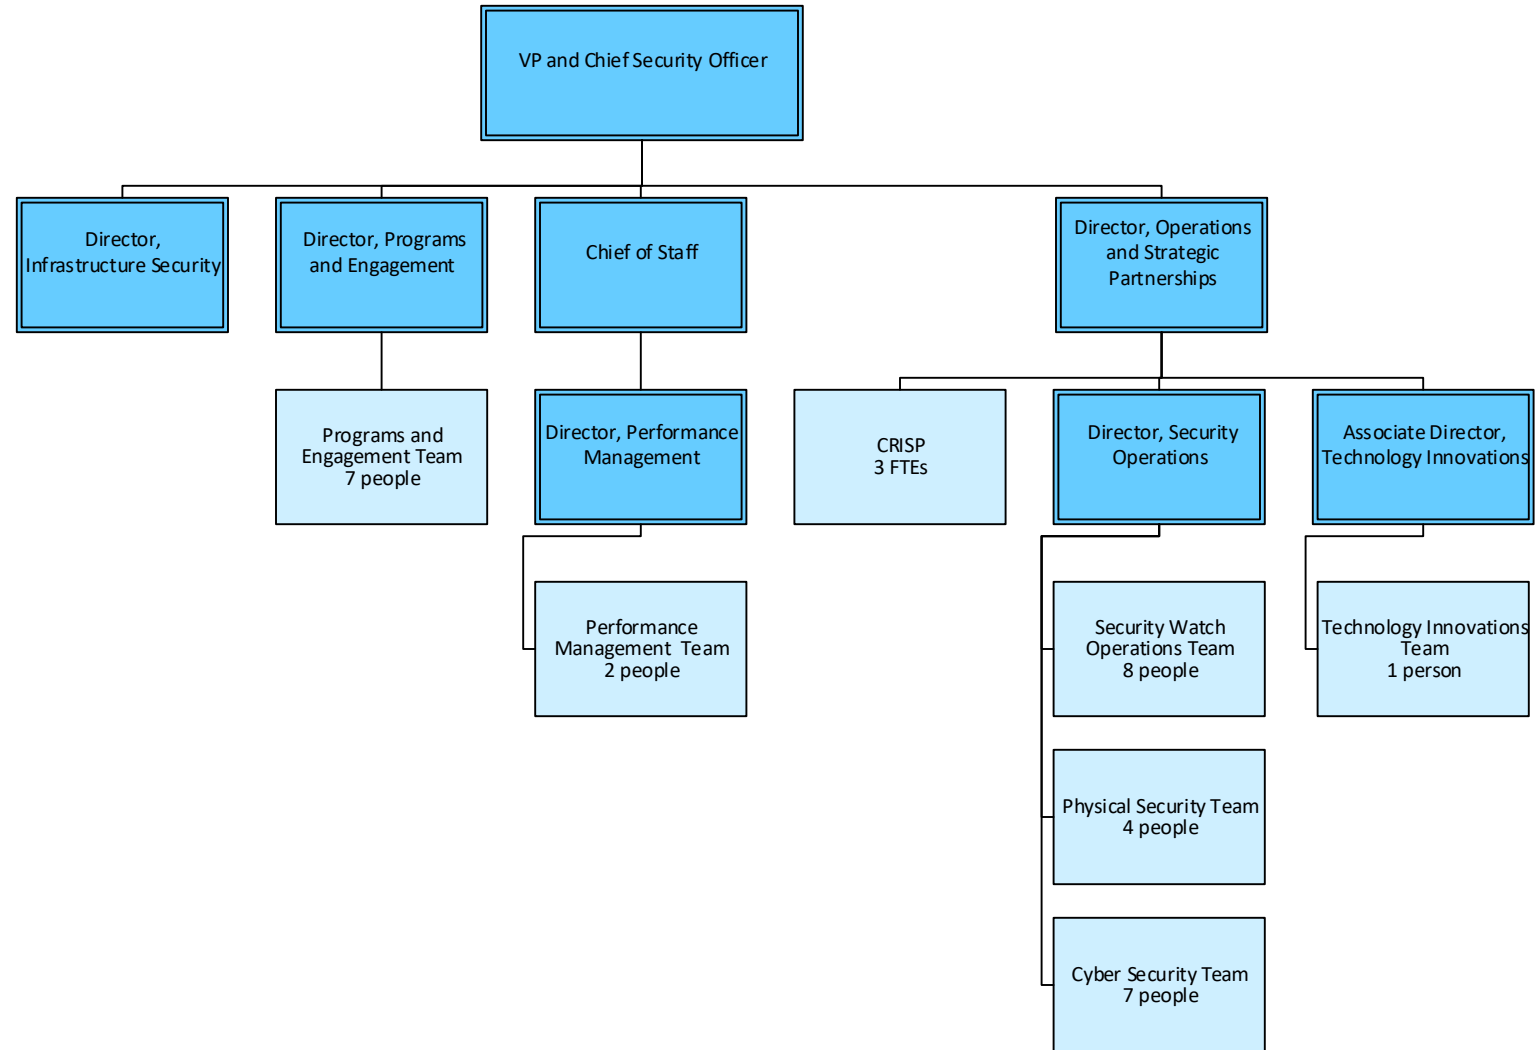 VP and Chief Security Officer
Director,
Infrastructure Security
Director, Programs
and Engagement
Chief of Staff
Director, Operations
and Strategic
Partnerships
Programs and
Engagement Team
7 people
Director, Performance
Management
CRISP
3 FTEs
Director, Security
Operations
Associate Director,
Technology Innovations
Performance
Management Team
2 people
Security Watch
Operations Team
8 people
Technology Innovations
Team
1 person
Physical Security Team
4 people
Cyber Security Team
7 people